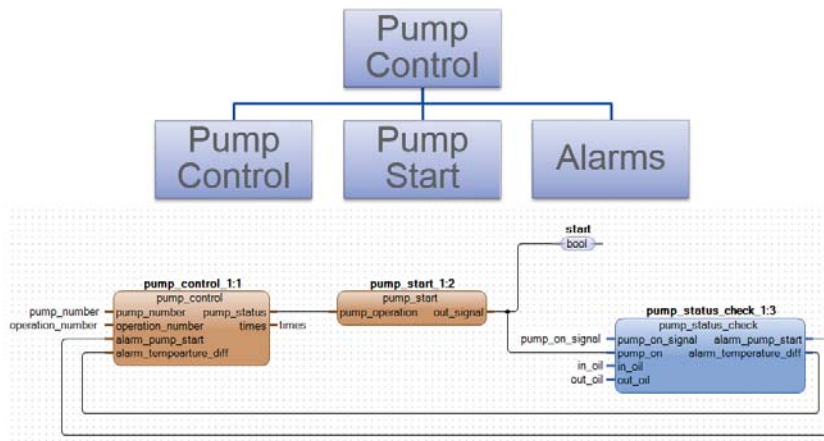 Pump
Control
Pump
Control
Pump
Start
Alarms
start
bool
pump_control_1:1
pump_control
pump_number
pump_number
pump_status
operation_number
operation_number
times
times
alarm_pump_start
alarm_tempearture_diff
pump_start_1:2
pump_start
pump_operation
out_signal
pump_status_check_1:3
pump_status_check
pump_on_signal
pump_on_signal
alarm_pump_start
pump_on
alarm_temperature_diff
in_oil
in_oil
out_oil
out_oil